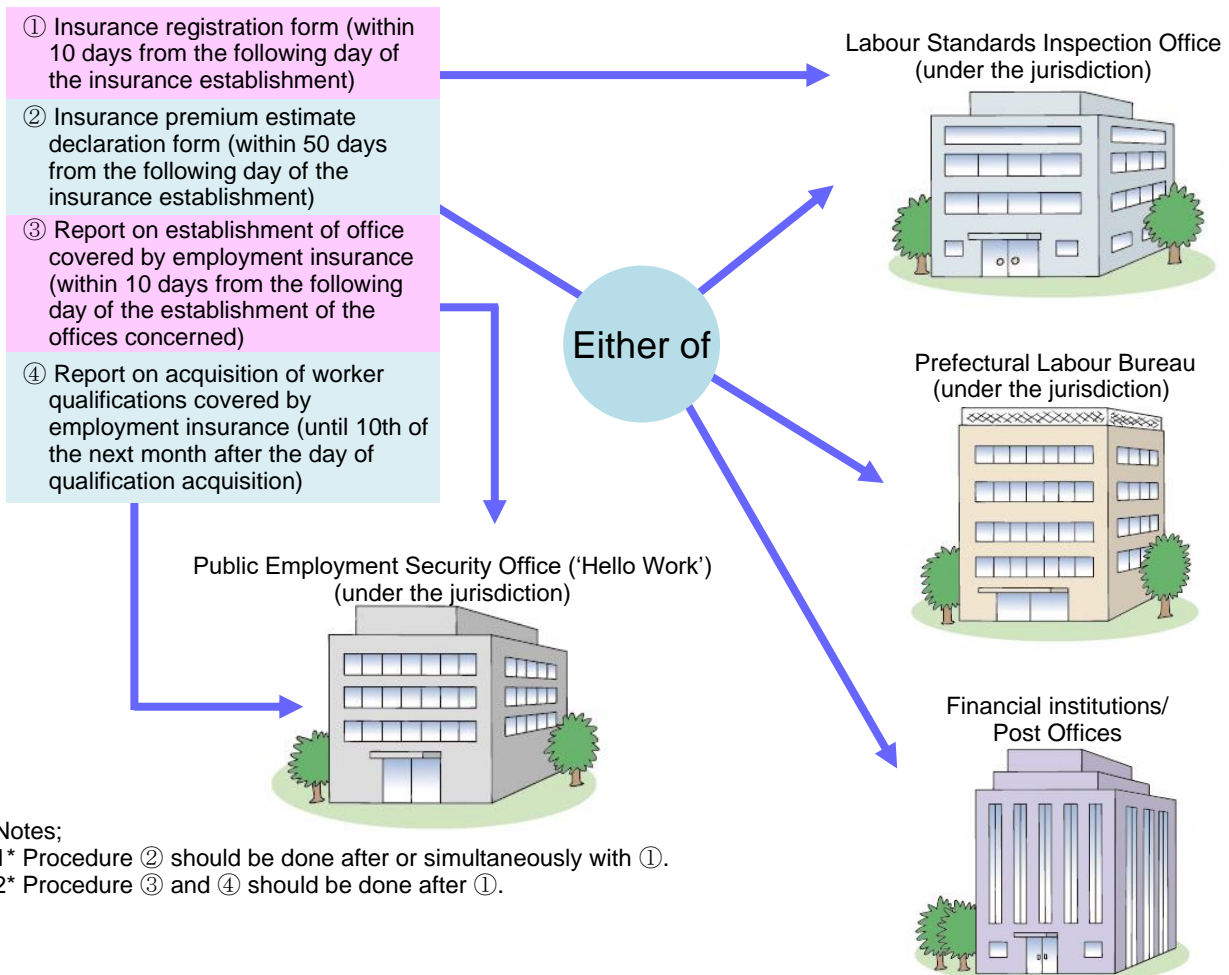 ① Insurance registration form (within
10 days from the following day of
the insurance establishment)
② Insurance premium estimate
declaration form (within 50 days
from the following day of the
insurance establishment)
③ Report on establishment of office
covered by employment insurance
(within 10 days from the following
day of the establishment of the
offices concerned)
④ Report on acquisition of worker
qualifications covered by
employment insurance (until 10th of
the next month after the day of
qualification acquisition)
Either of
Labour Standards Inspection Office
(under the jurisdiction)
Prefectural Labour Bureau
(under the jurisdiction)
Public Employment Security Office (‘Hello Work’)
(under the jurisdiction)
Financial institutions/
Post Offices
Notes;
1* Procedure ② should be done after or simultaneously with ①.
2* Procedure ③ and ④ should be done after ①.